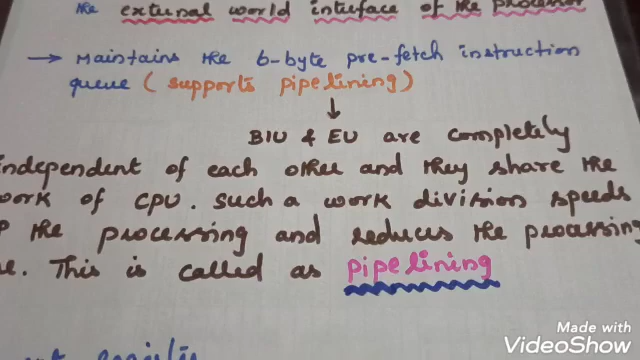 the external world interface of the processor
→ Maintains the 6-byte pre-fetch instruction
queue (supports pipelining)
↓
BIU & EU are completely
independent of each other and they share the
work of CPU. Such a work division speeds
the processing and reduces the processing
This is called as pipelining
Made with
VideoShow